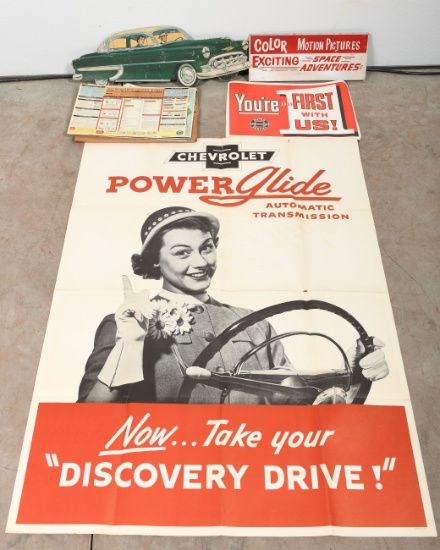 COLOR MOTION PICTURES
EXCITING SPACE
ADVENTURES!
You're FIRST
WITH
US!
CHEVROLET
POWERGlide
AUTOMATIC
TRANSMISSION
Now... Take your
"DISCOVERY DRIVE!"